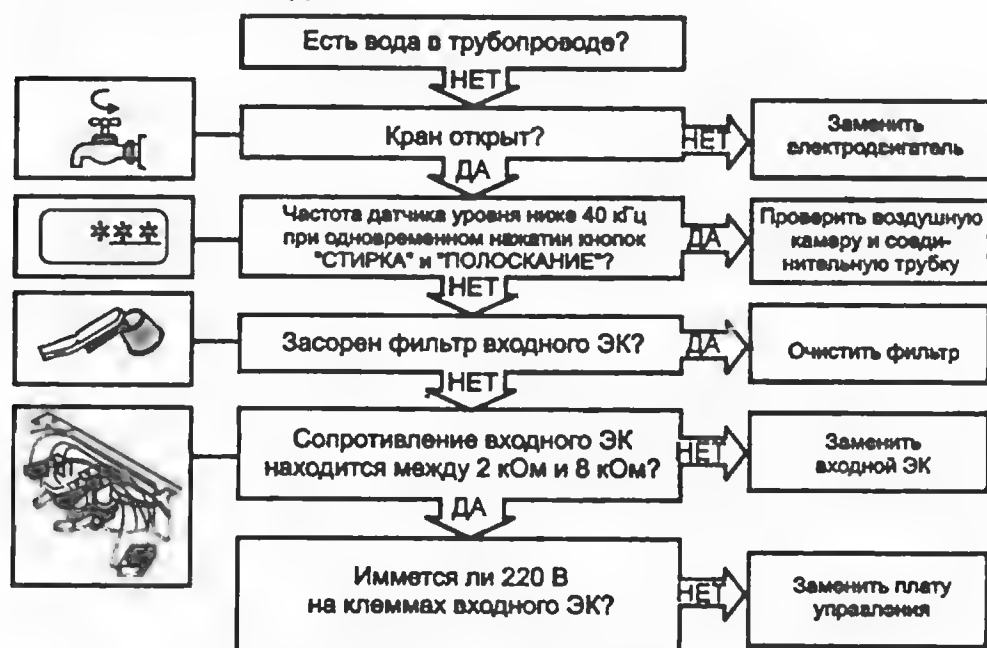 Есть вода в трубопроводе?
НЕТ
Кран открыт?
НЕТ
Заменить
электродвигатель
ДА
Частота датчика уровня ниже 40 кГц
при одновременном нажатии кнопок
"СТИРКА" и "ПОЛОСКАНИЕ"?
ДА
Проверить воздушную
камеру и соеди-
нительную трубку
НЕТ
Засорен фильтр входного ЭК?
ДА
Очистить фильтр
НЕТ
Сопротивление входного ЭК
находится между 2 кОм и 8 кОм?
НЕТ
Заменить
входной ЭК
ДА
Иммется ли 220 В
на клеммах входного ЭК?
НЕТ
Заменить плату
управления